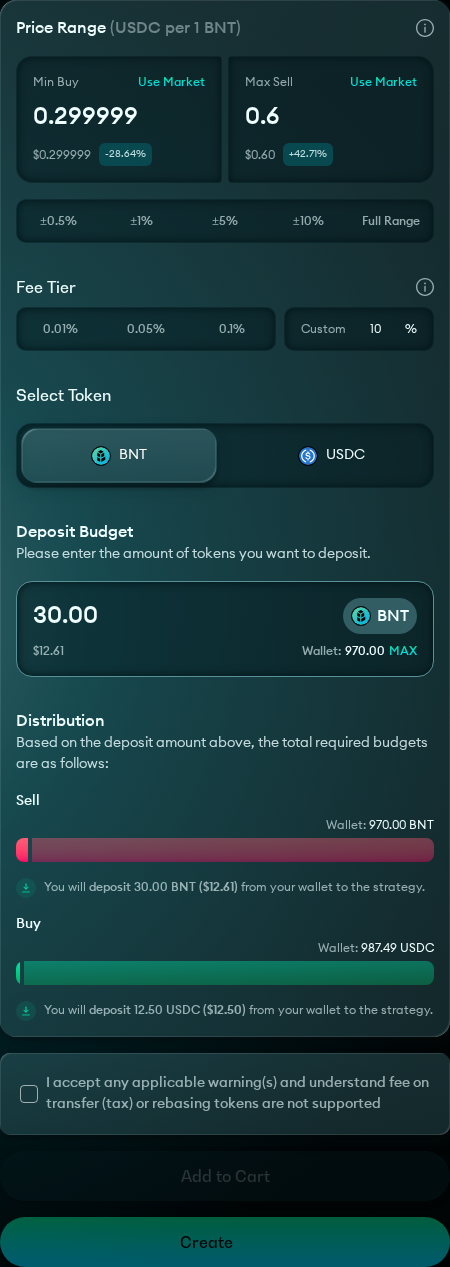 Price Range (USDC per 1 BNT)
Min Buy Use Market
0.299999
$0.299999 -28.64%
Max Sell Use Market
0.6
$0.60 +42.71%
±0.5% ±1% ±5% ±10% Full Range
Fee Tier
0.01% 0.05% 0.1% Custom 10 %
Select Token
BNT USDC
Deposit Budget
Please enter the amount of tokens you want to deposit.
30.00 BNT
$12.61 Wallet: 970.00 MAX
Distribution
Based on the deposit amount above, the total required budgets
are as follows:
Sell
Wallet: 970.00 BNT
You will deposit 30.00 BNT ($12.61) from your wallet to the strategy.
Buy
Wallet: 987.49 USDC
You will deposit 12.50 USDC ($12.50) from your wallet to the strategy.
I accept any applicable warning(s) and understand fee on
transfer (tax) or rebasing tokens are not supported
Add to Cart
Create